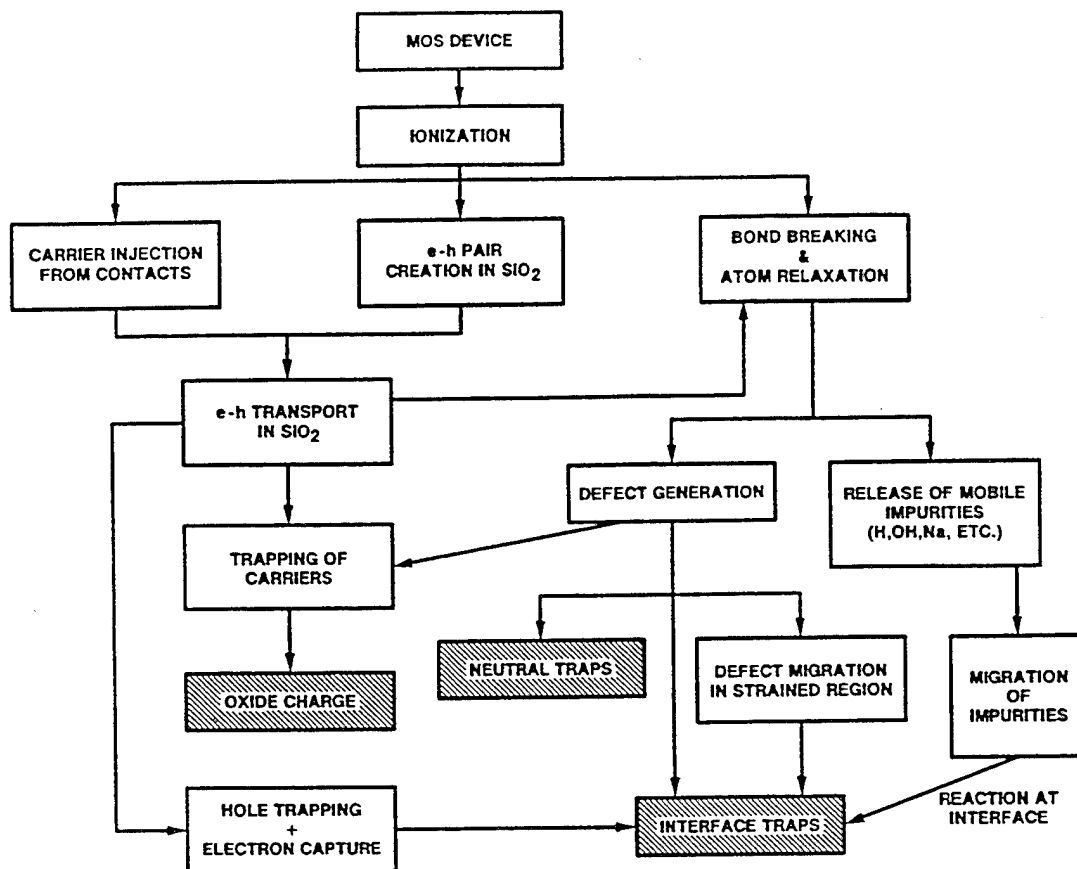 MOS DEVICE
IONIZATION
CARRIER INJECTION
FROM CONTACTS
e-h PAIR
CREATION IN SIO2
BOND BREAKING
&
ATOM RELAXATION
e-h TRANSPORT
IN SIO2
DEFECT GENERATION
RELEASE OF MOBILE
IMPURITIES
(H,OH,Na, ETC.)
TRAPPING OF
CARRIERS
NEUTRAL TRAPS
DEFECT MIGRATION
IN STRAINED REGION
MIGRATION
OF
IMPURITIES
OXIDE CHARGE
HOLE TRAPPING
+
ELECTRON CAPTURE
INTERFACE TRAPS
REACTION AT
INTERFACE